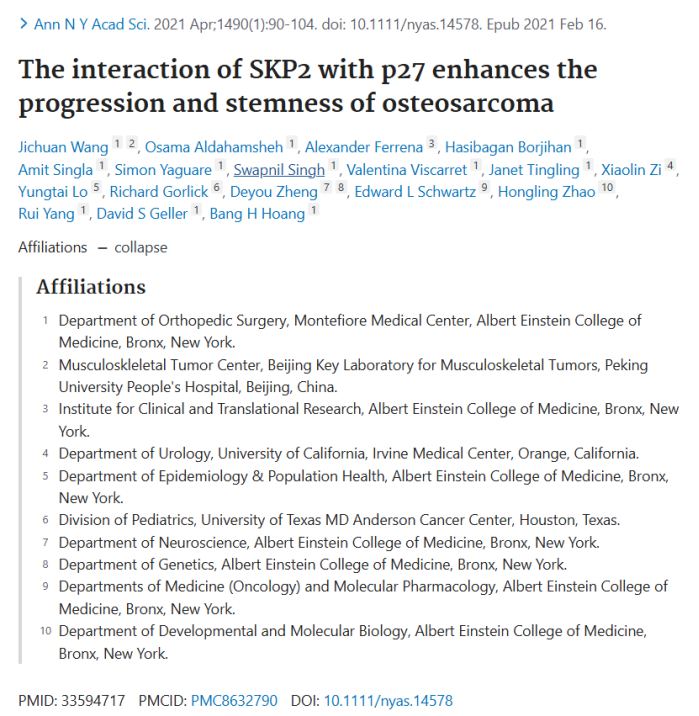 > Ann N Y Acad Sci. 2021 Apr;1490(1):90-104. doi: 10.1111/nyas.14578. Epub 2021 Feb 16.
The interaction of SKP2 with p27 enhances the
progression and stemness of osteosarcoma
Jichuan Wang 1 2, Osama Aldahamsheh 1, Alexander Ferrena 3, Hasibagan Borjihan 1,
Amit Singla 1, Simon Yaguare 1, Swapnil Singh 1, Valentina Viscarret 1, Janet Tingling 1, Xiaolin Zi 4,
Yungtai Lo 5, Richard Gorlick 6, Deyou Zheng 7 8, Edward L Schwartz 9, Hongling Zhao 10,
Rui Yang 1, David S Geller 1, Bang H Hoang 1
Affiliations – collapse
Affiliations
1 Department of Orthopedic Surgery, Montefiore Medical Center, Albert Einstein College of
Medicine, Bronx, New York.
2 Musculoskleletal Tumor Center, Beijing Key Laboratory for Musculoskeletal Tumors, Peking
University People's Hospital, Beijing, China.
3 Institute for Clinical and Translational Research, Albert Einstein College of Medicine, Bronx, New
York.
4 Department of Urology, University of California, Irvine Medical Center, Orange, California.
5 Department of Epidemiology & Population Health, Albert Einstein College of Medicine, Bronx,
New York.
6 Division of Pediatrics, University of Texas MD Anderson Cancer Center, Houston, Texas.
7 Department of Neuroscience, Albert Einstein College of Medicine, Bronx, New York.
8 Department of Genetics, Albert Einstein College of Medicine, Bronx, New York.
9 Departments of Medicine (Oncology) and Molecular Pharmacology, Albert Einstein College of
Medicine, Bronx, New York.
10 Department of Developmental and Molecular Biology, Albert Einstein College of Medicine,
Bronx, New York.
PMID: 33594717 PMCID: PMC8632790 DOI: 10.1111/nyas.14578